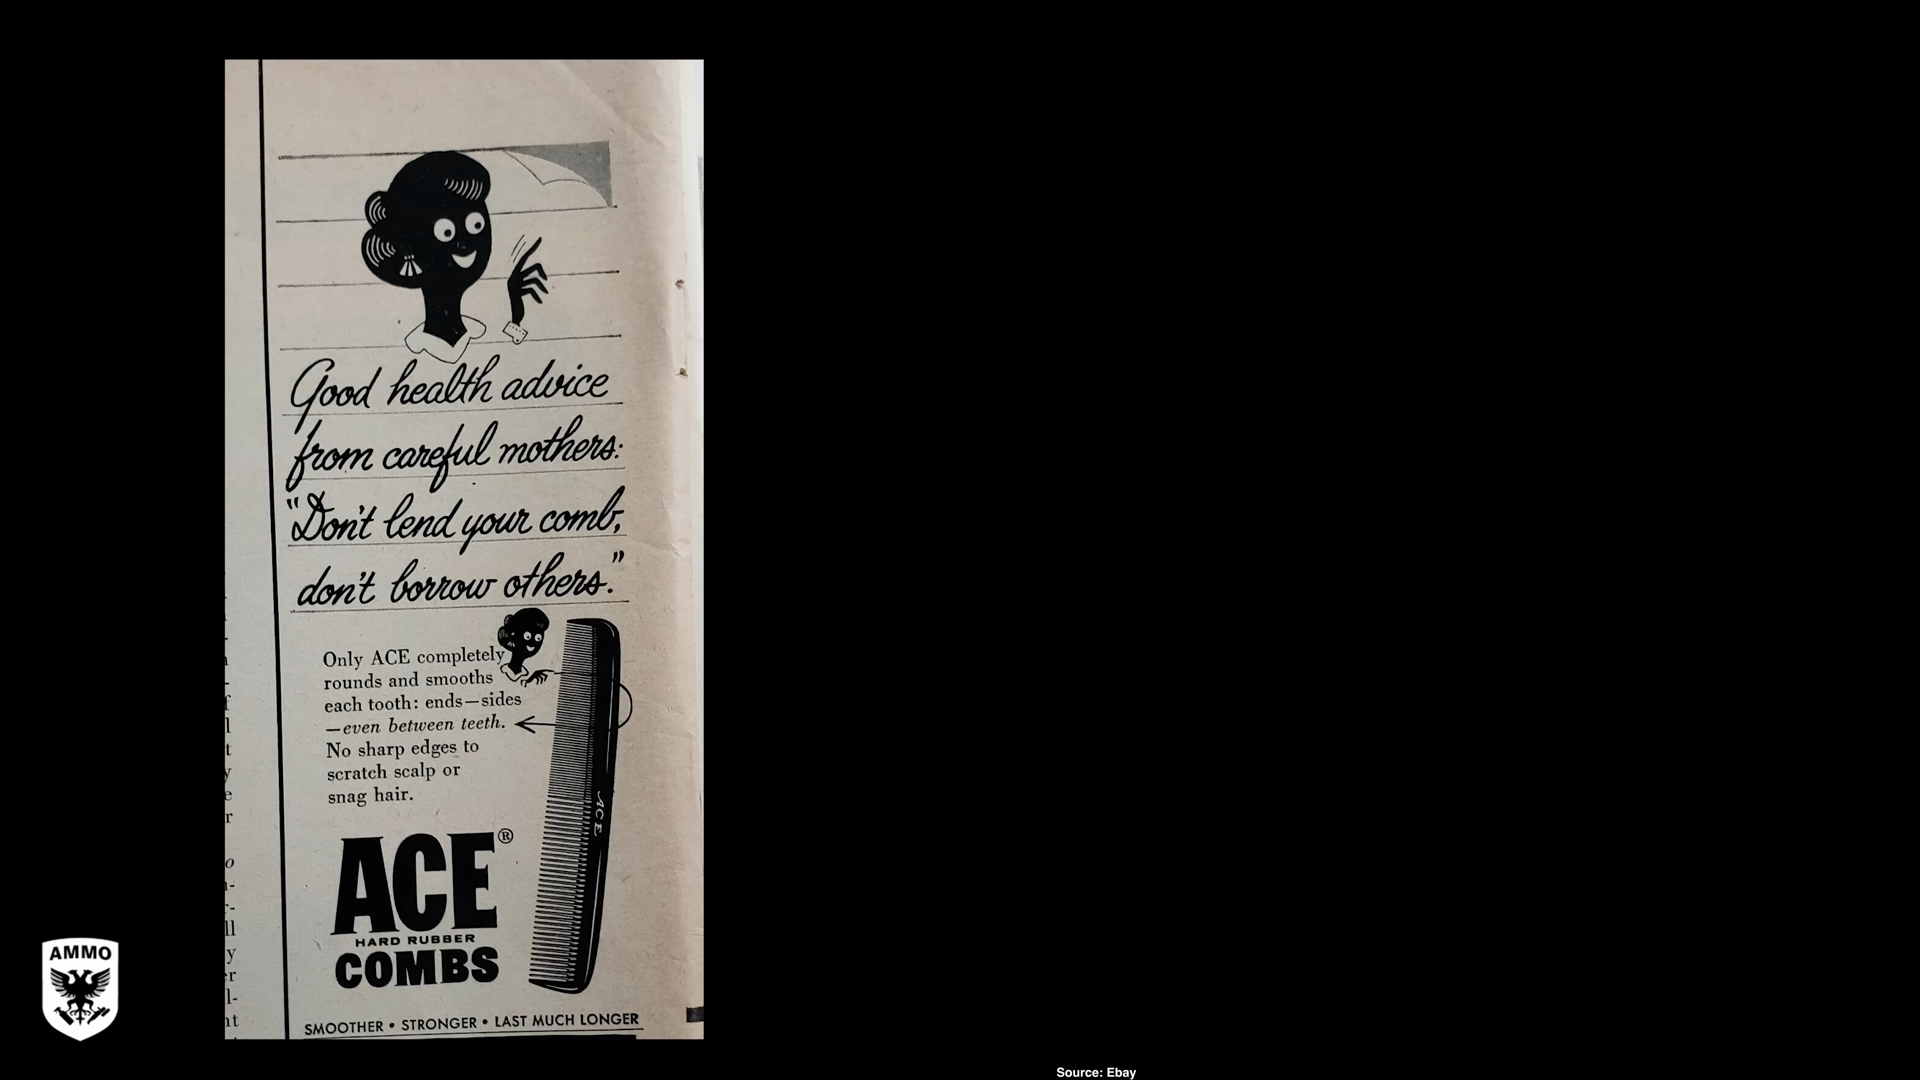 Good health advice
from careful mothers:
"Don't lend your comb,
don't borrow others."
Only ACE completely
rounds and smooths
each tooth: ends—sides
—even between teeth.
No sharp edges to
scratch scalp or
snag hair.
ACE
ACE®
HARD RUBBER
COMBS
SMOOTHER • STRONGER • LAST MUCH LONGER
AMMO
Source: Ebay